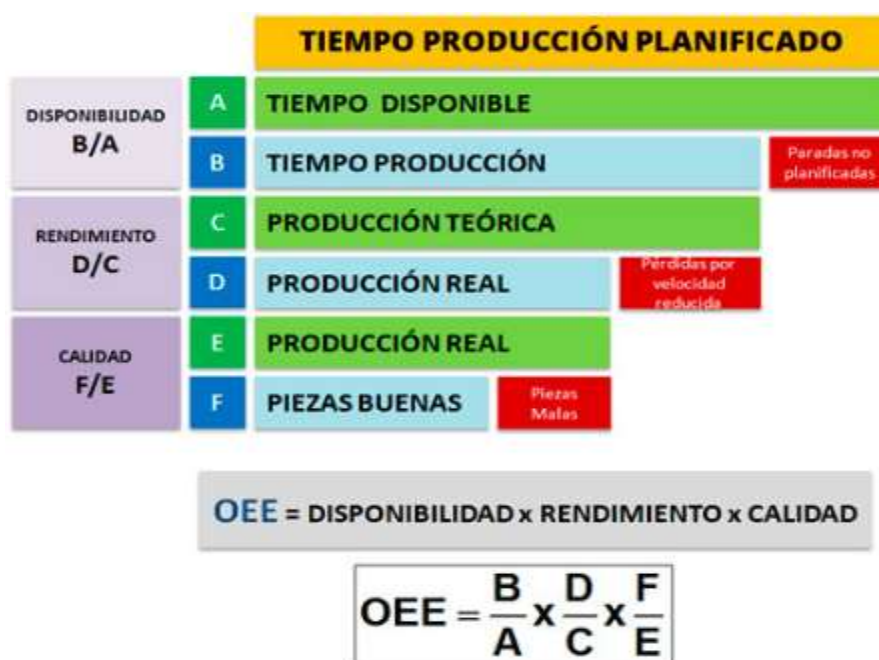 TIEMPO PRODUCCIÓN PLANIFICADO
DISPONIBILIDAD
B/A
A
TIEMPO DISPONIBLE
B
TIEMPO PRODUCCIÓN
Paradas no
planificadas
RENDIMIENTO
D/C
C
PRODUCCIÓN TEÓRICA
D
PRODUCCIÓN REAL
Pérdidas por
velocidad
reducida
CALIDAD
F/E
E
PRODUCCIÓN REAL
F
PIEZAS BUENAS
Piezas
Malas
OEE = DISPONIBILIDAD x RENDIMIENTO x CALIDAD
OEE = B/A x D/C x F/E